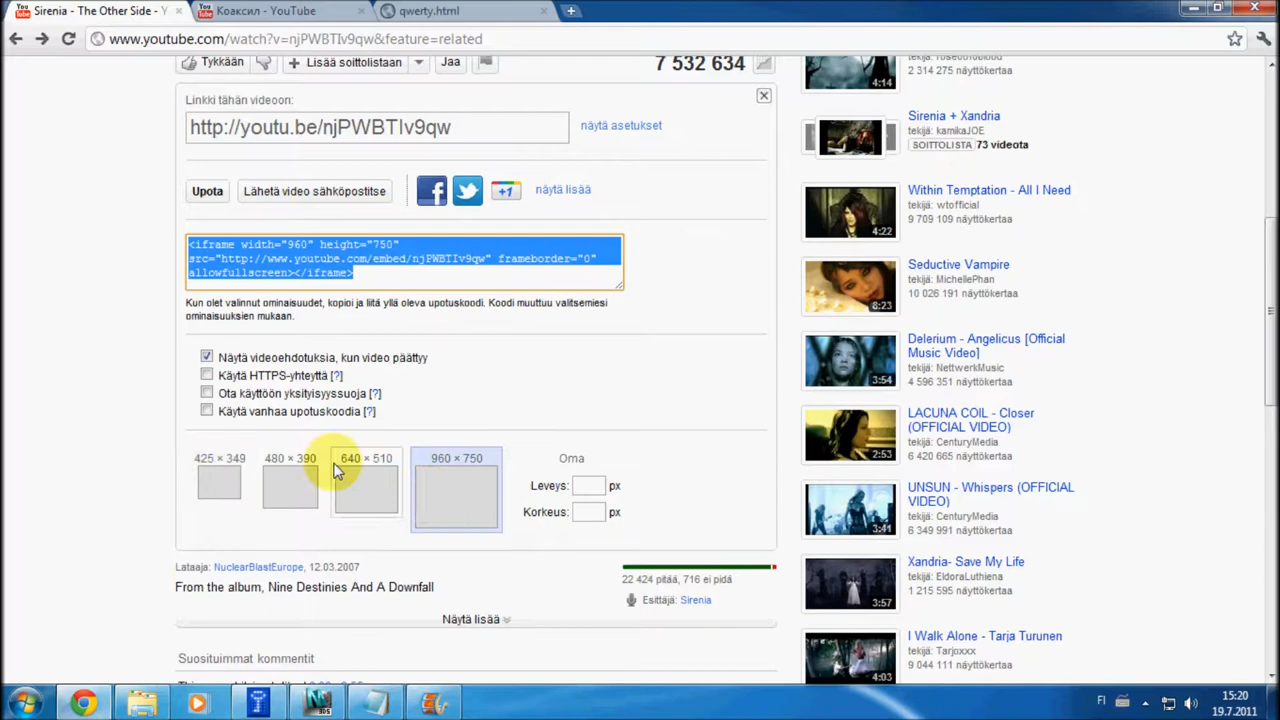 Sirenia - The Other Side - Y
Коаксил - YouTube
qwerty.html
www.youtube.com/watch?v=njPWBTIv9qw&feature=related
Tykkään
Lisää soittolistaan
Jaa
7 532 634
Linkki tähän videoon:
http://youtu.be/njPWBTIv9qw
näytä asetukset
Upota
Lähetä video sähköpostitse
+1
näytä lisää
<iframe width="960" height="750"
src="http://www.youtube.com/embed/njPWBTIv9qw" frameborder="0"
allowfullscreen></iframe>
Kun olet valinnut ominaisuudet, kopioi ja liitä yllä oleva upotuskoodi. Koodi muuttuu valitsemiesi
ominaisuuksien mukaan.
Näytä videoehdotuksia, kun video päättyy
Käytä HTTPS-yhteyttä [?]
Ota käyttöön yksityisyyssuoja [?]
Käytä vanhaa upotuskoodia [?]
425 × 349
480 × 390
640 × 510
960 × 750
Oma
Leveys:
px
Korkeus:
px
Lataaja: NuclearBlastEurope, 12.03.2007
From the album, Nine Destinies And A Downfall
22 424 pitää, 716 ei pidä
Esittäjä: Sirenia
Näytä lisää
Suosituimmat kommentit
2 314 275 näyttökertaa
4:14
Sirenia + Xandria
tekijä: kamikaJOE
SOITTOLISTA 73 videota
Within Temptation - All I Need
tekijä: wtofficial
9 709 109 näyttökertaa
4:22
Seductive Vampire
tekijä: MichellePhan
10 026 191 näyttökertaa
8:23
Delerium - Angelicus [Official
Music Video]
tekijä: NettwerkMusic
4 596 351 näyttökertaa
3:54
LACUNA COIL - Closer
(OFFICIAL VIDEO)
tekijä: CenturyMedia
6 420 665 näyttökertaa
2:53
UNSUN - Whispers (OFFICIAL
VIDEO)
tekijä: CenturyMedia
6 349 991 näyttökertaa
3:41
Xandria- Save My Life
tekijä: EldoraLuthiena
1 215 595 näyttökertaa
3:57
I Walk Alone - Tarja Turunen
tekijä: Tarjoxxx
9 044 111 näyttökertaa
4:03
FI
15:20
19.7.2011